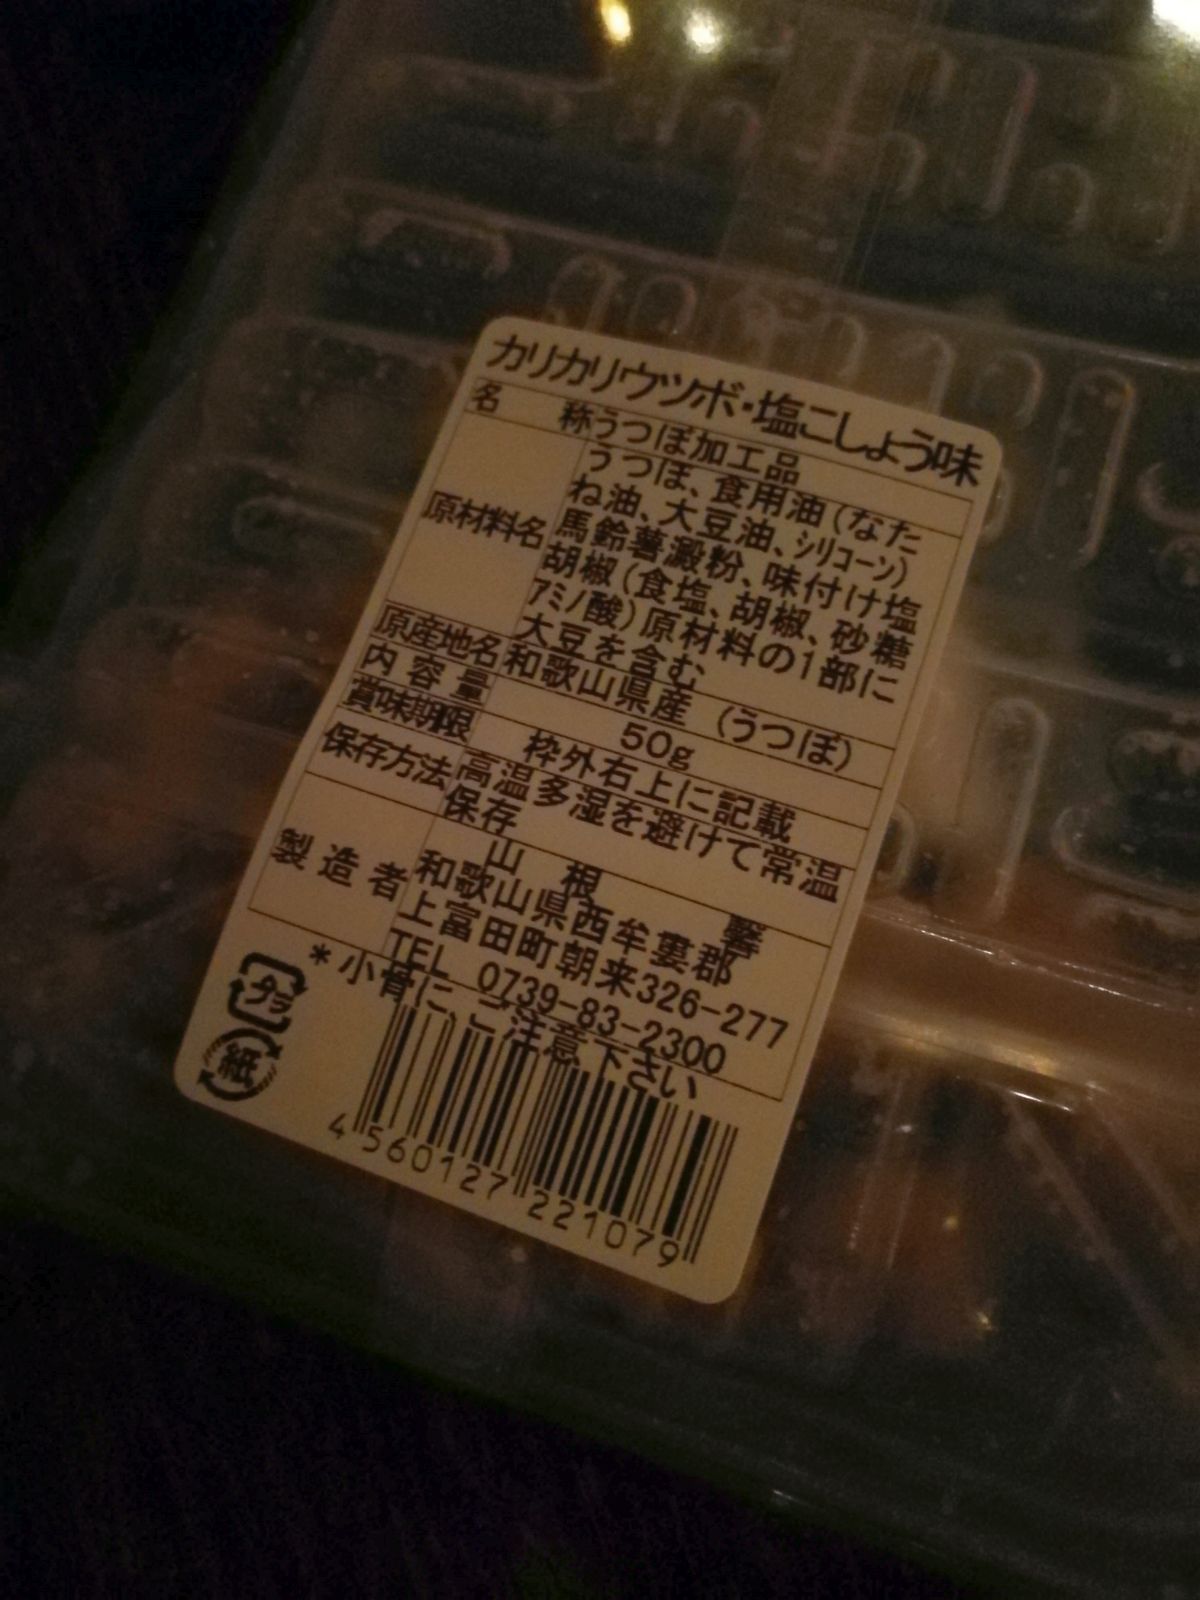 カリカリウツボ・塩こしょう味
名 称 うつぼ加工品
原材料名 うつぼ、食用油(なた
ね油、大豆油、シリコーン)
馬鈴薯澱粉、味付け塩
胡椒(食塩、胡椒、砂糖
アミノ酸)原材料の1部に
大豆を含む
原産地名 和歌山県産 (うつぼ)
内容量 50g
賞味期限 枠外右上に記載
保存方法 高温多湿を避けて常温
保存
製造者 山 根 馨
和歌山県西牟婁郡
上富田町朝来326-277
TEL 0739-83-2300
*小骨に、ご注意下さい
プラ
紙
4 560127 221079